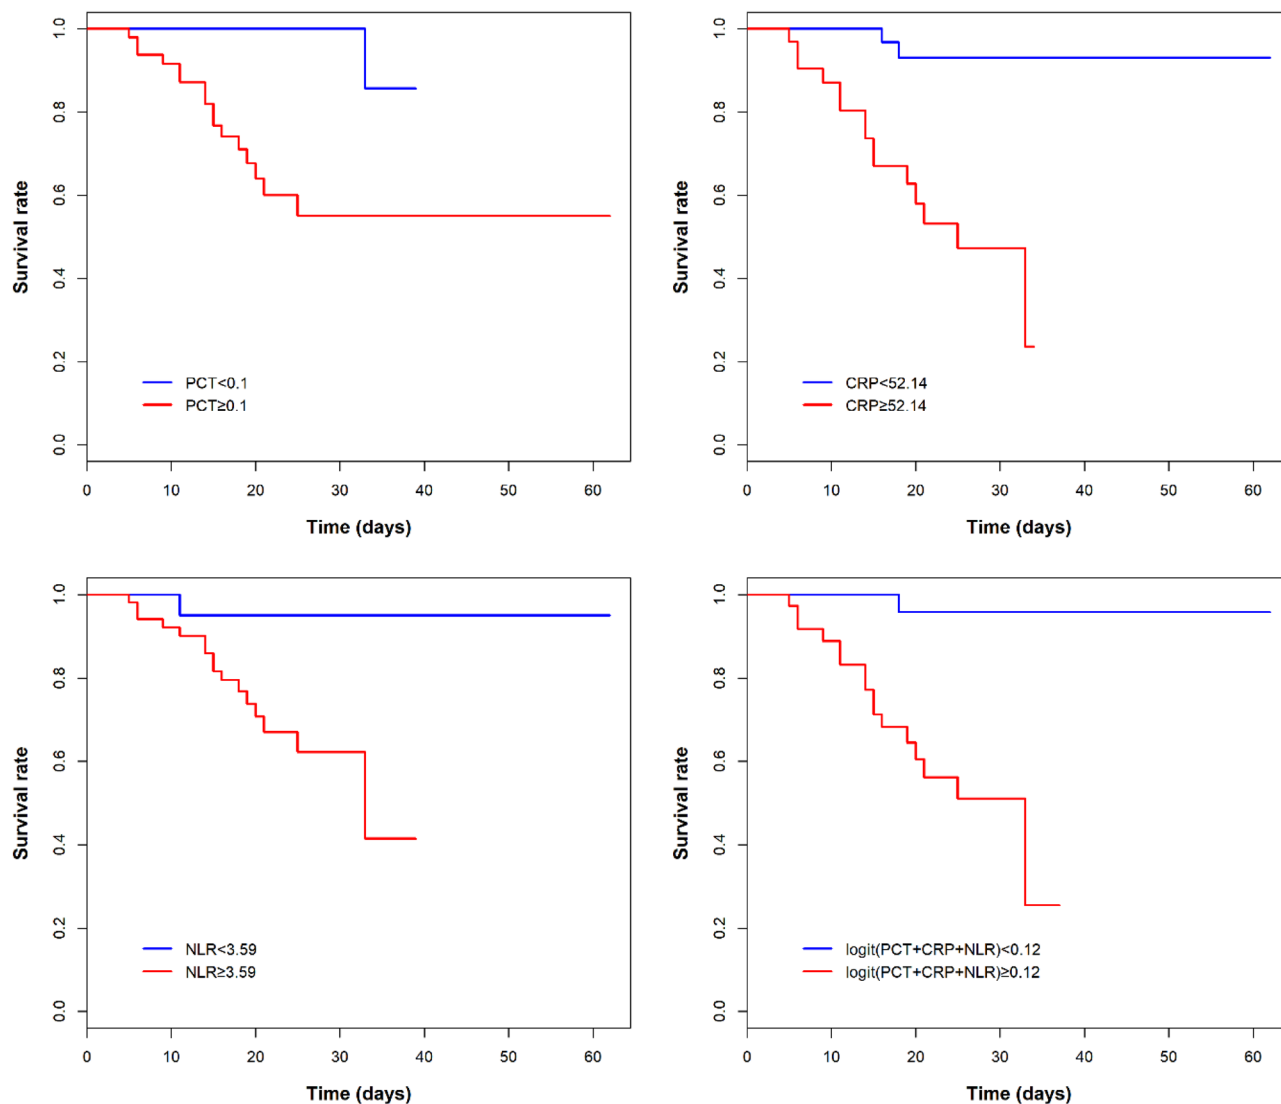 Survival rate
1.0
0.8
0.6
0.4
0.2
0.0
PCT<0.1
PCT≥0.1
0 10 20 30 40 50 60
Time (days)
Survival rate
1.0
0.8
0.6
0.4
0.2
0.0
CRP<52.14
CRP≥52.14
0 10 20 30 40 50 60
Time (days)
Survival rate
1.0
0.8
0.6
0.4
0.2
0.0
NLR<3.59
NLR≥3.59
0 10 20 30 40 50 60
Time (days)
Survival rate
1.0
0.8
0.6
0.4
0.2
0.0
logit(PCT+CRP+NLR)<0.12
logit(PCT+CRP+NLR)≥0.12
0 10 20 30 40 50 60
Time (days)